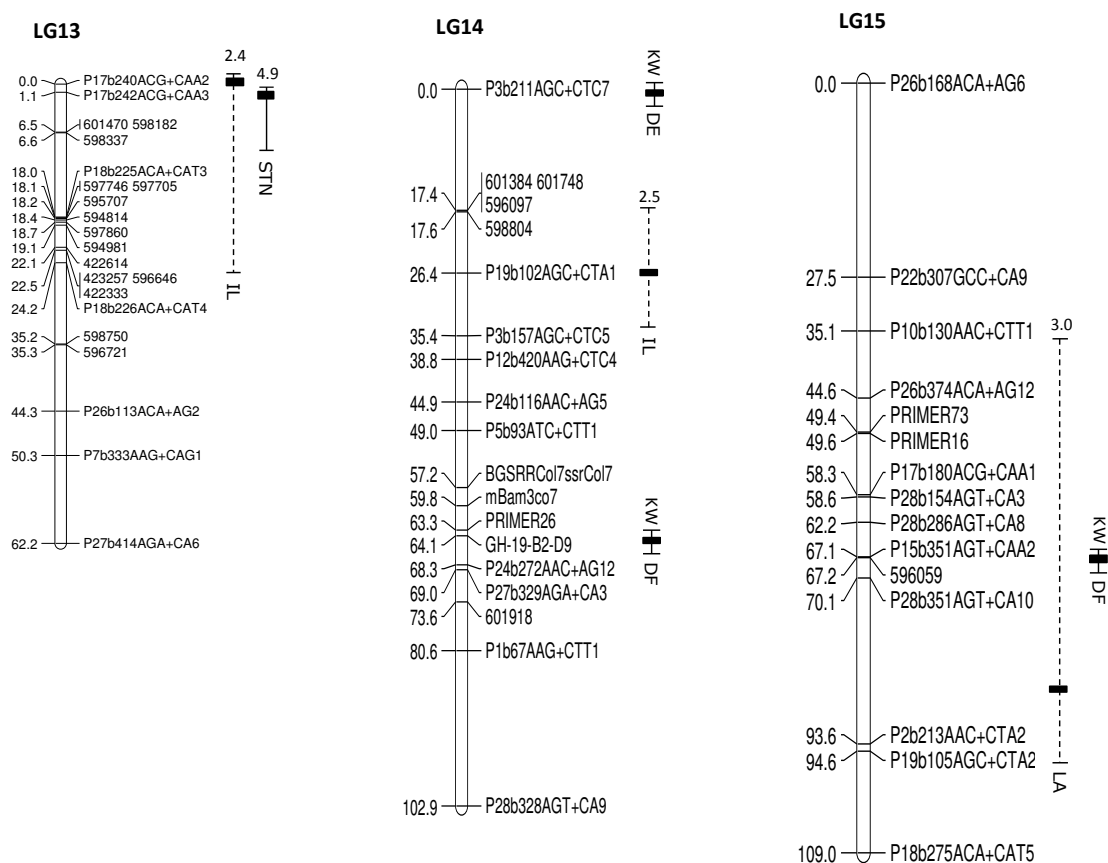 LG13
2.4
4.9
0.0 P17b240ACG+CAA2
1.1 P17b242ACG+CAA3
6.5 601470 598182
6.6 598337
18.0 P18b225ACA+CAT3
18.1 597746 597705
18.2 595707
18.4 594814
18.7 597860
19.1 594981
22.1 422614
22.5 423257 596646
422333
24.2 P18b226ACA+CAT4
35.2 598750
35.3 596721
44.3 P26b113ACA+AG2
50.3 P7b333AAG+CAG1
62.2 P27b414AGA+CA6
IL
STN
LG14
0.0 P3b211AGC+CTC7
17.4 601384 601748
596097
17.6 598804
26.4 P19b102AGC+CTA1
35.4 P3b157AGC+CTC5
38.8 P12b420AAG+CTC4
44.9 P24b116AAC+AG5
49.0 P5b93ATC+CTT1
57.2 BGSRRCol7ssrCol7
59.8 mBam3co7
63.3 PRIMER26
64.1 GH-19-B2-D9
68.3 P24b272AAC+AG12
69.0 P27b329AGA+CA3
73.6 601918
80.6 P1b67AAG+CTT1
102.9 P28b328AGT+CA9
KW
DE
2.5
IL
KW
DF
LG15
0.0 P26b168ACA+AG6
27.5 P22b307GCC+CA9
35.1 P10b130AAC+CTT1
44.6 P26b374ACA+AG12
49.4 PRIMER73
49.6 PRIMER16
58.3 P17b180ACG+CAA1
58.6 P28b154AGT+CA3
62.2 P28b286AGT+CA8
67.1 P15b351AGT+CAA2
67.2 596059
70.1 P28b351AGT+CA10
93.6 P2b213AAC+CTA2
94.6 P19b105AGC+CTA2
109.0 P18b275ACA+CAT5
3.0
LA
KW
DF